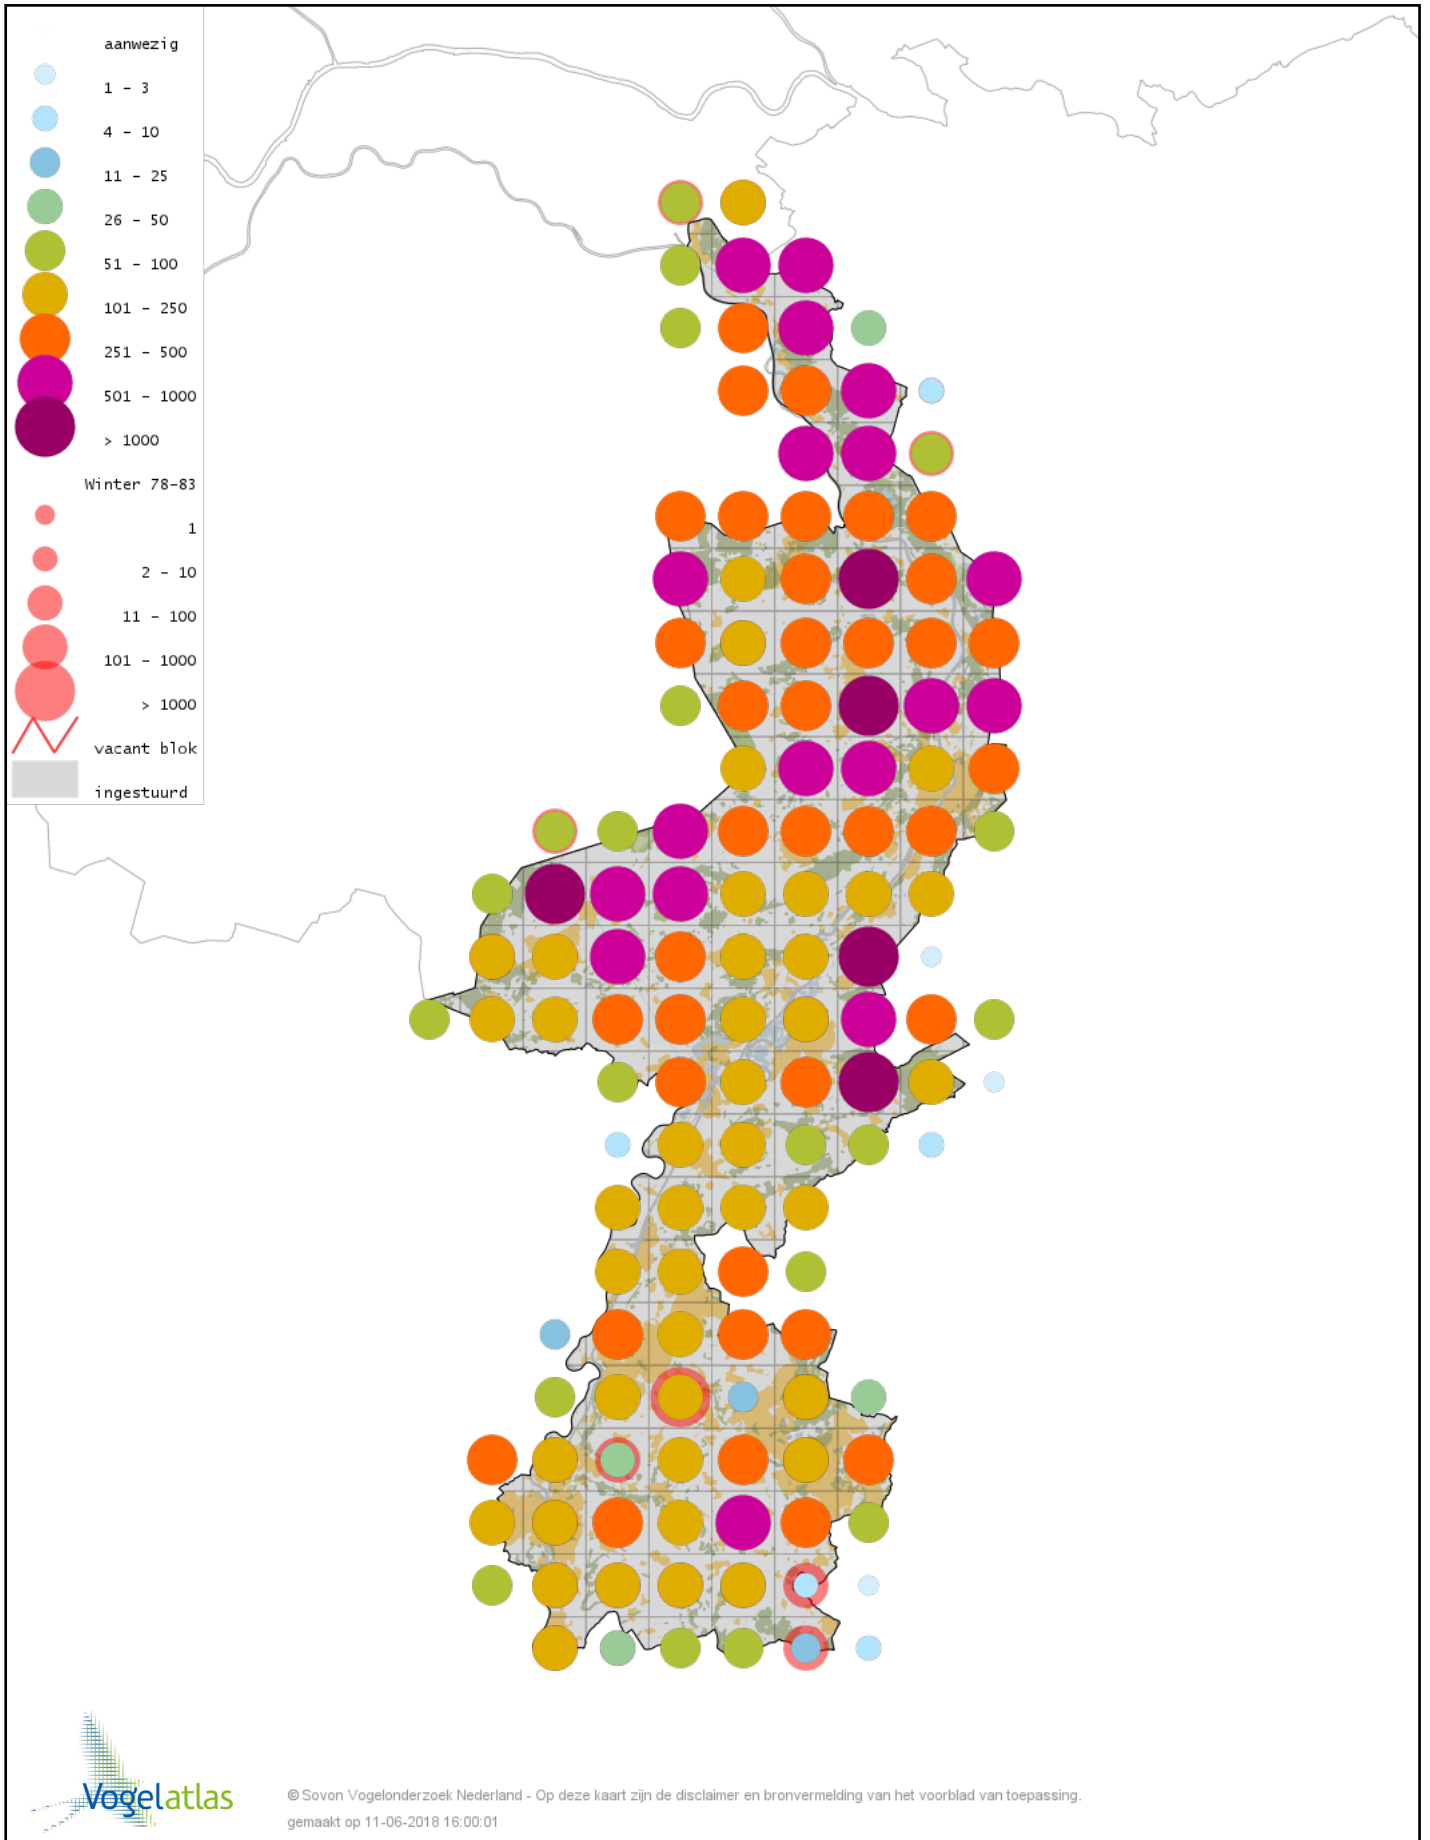 aanwezig
1 - 3
4 - 10
11 - 25
26 - 50
51 - 100
101 - 250
251 - 500
501 - 1000
> 1000
Winter 78-83
1
2 - 10
11 - 100
101 - 1000
> 1000
vacant blok
ingestuurd
Vogelatlas
© Sovon Vogelonderzoek Nederland - Op deze kaart zijn de disclaimer en bronvermelding van het voorblad van toepassing.
gemaakt op 11-06-2018 16:00:01